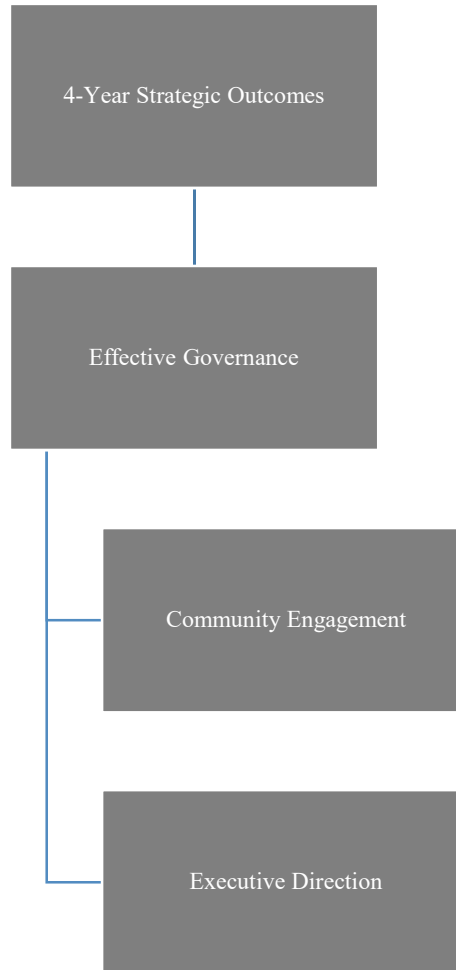 4-Year Strategic Outcomes
Effective Governance
Community Engagement
Executive Direction